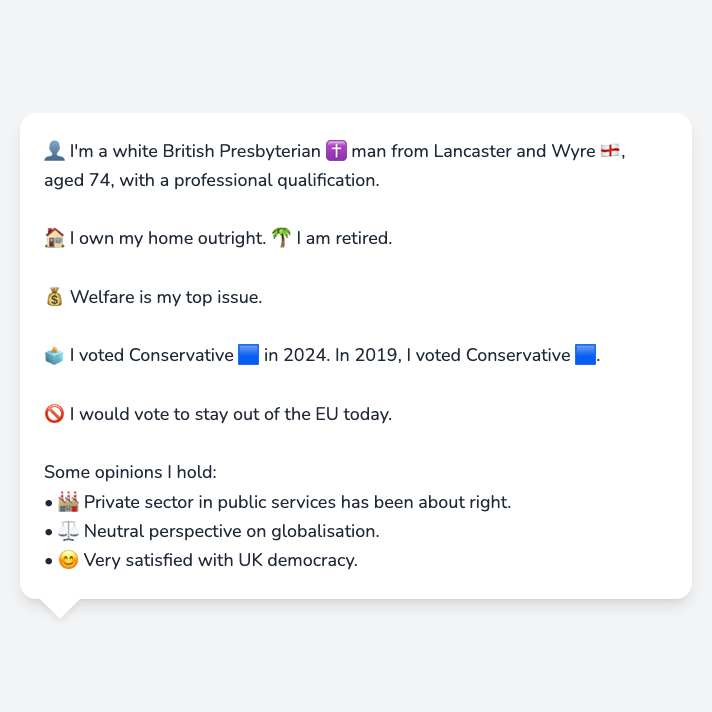 👤 I'm a white British Presbyterian ✝️ man from Lancaster and Wyre 🏴󠁧󠁢󠁥󠁮󠁧󠁿,
aged 74, with a professional qualification.
🏠 I own my home outright. 🌴 I am retired.
💰 Welfare is my top issue.
🗳️ I voted Conservative 🟦 in 2024. In 2019, I voted Conservative 🟦.
🚫 I would vote to stay out of the EU today.
Some opinions I hold:
• 🏭 Private sector in public services has been about right.
• ⚖️ Neutral perspective on globalisation.
• 😊 Very satisfied with UK democracy.